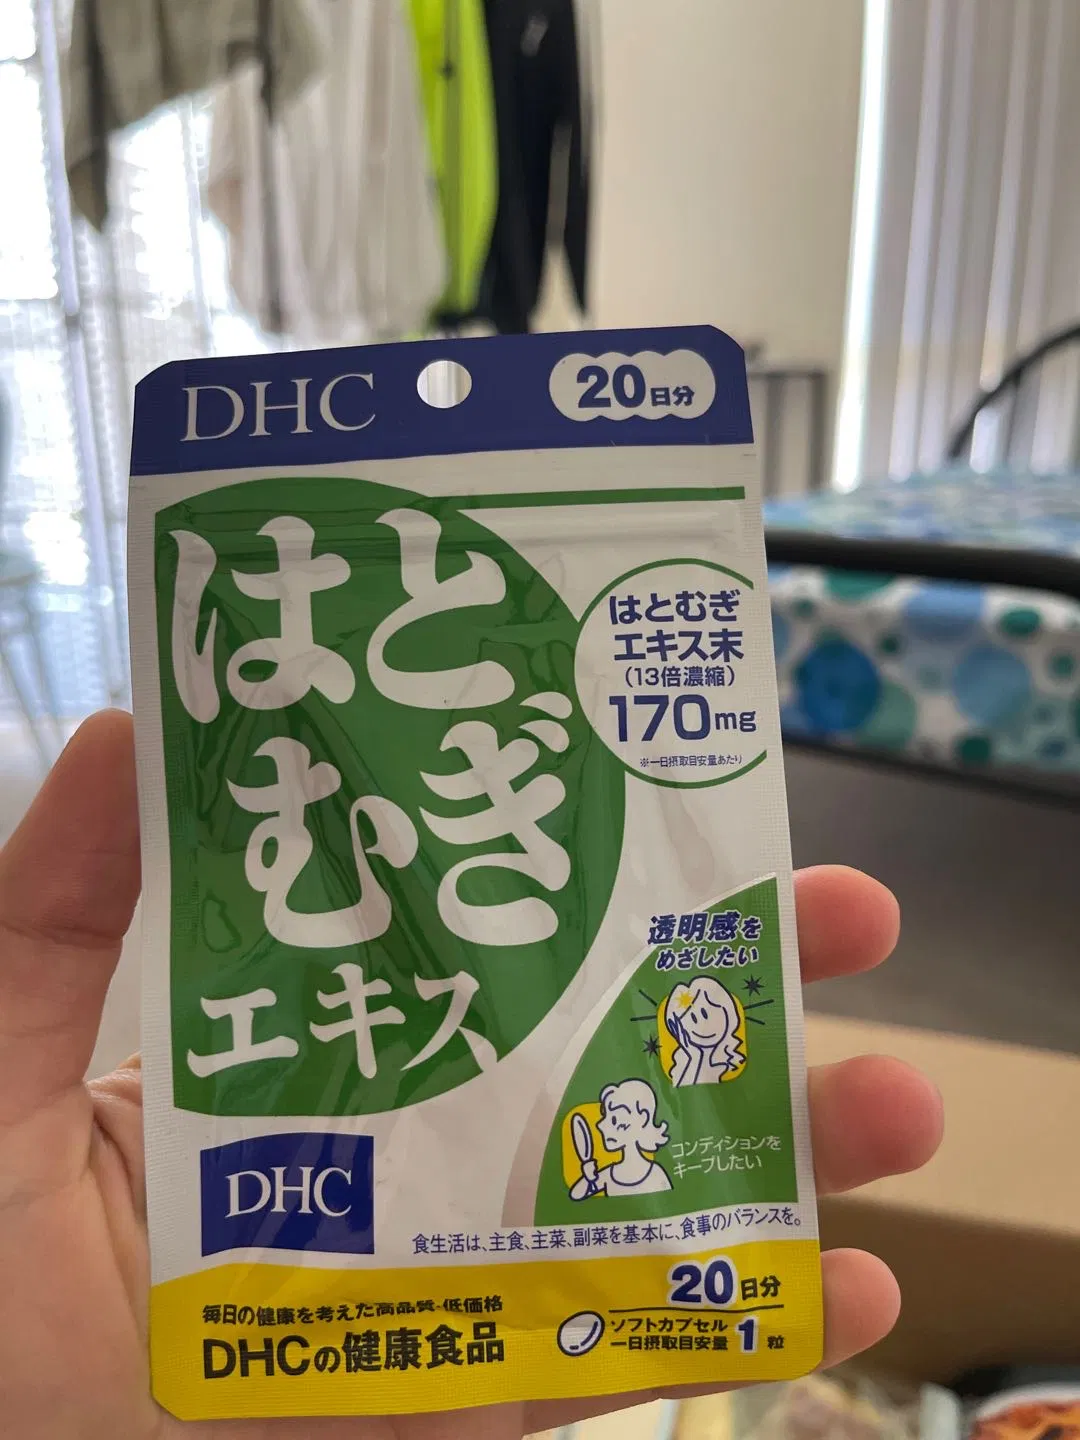 DHC
20日分
はと
むぎ
エキス
はとむぎ
エキス末
(13倍濃縮)
170mg
※一日摂取目安量あたり
透明感を
めざしたい
コンディションを
キープしたい
DHC
食生活は、主食、主菜、副菜を基本に、食事のバランスを。
毎日の健康を考えた高品質・低価格
DHCの健康食品
20日分
ソフトカプセル
一日摂取目安量 1粒